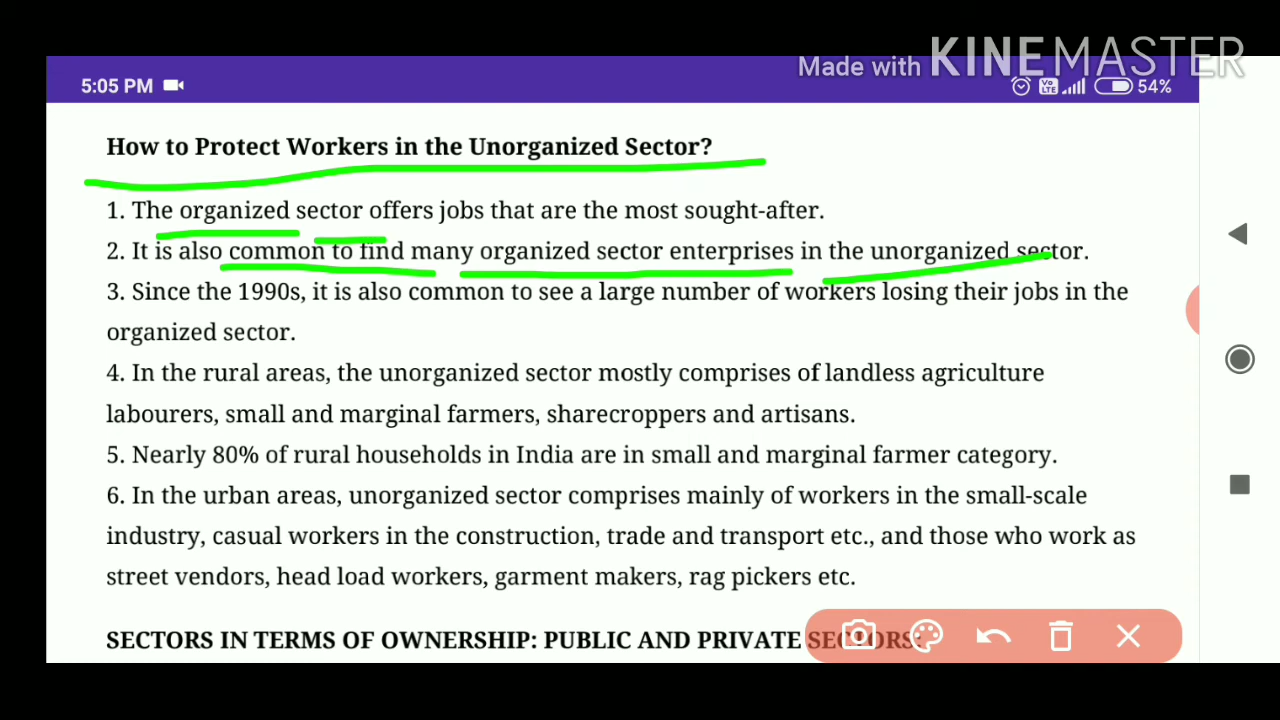 Made with KINEMASTER
5:05 PM
Vo LTE 54%
How to Protect Workers in the Unorganized Sector?
1. The organized sector offers jobs that are the most sought-after.
2. It is also common to find many organized sector enterprises in the unorganized sector.
3. Since the 1990s, it is also common to see a large number of workers losing their jobs in the
organized sector.
4. In the rural areas, the unorganized sector mostly comprises of landless agriculture
labourers, small and marginal farmers, sharecroppers and artisans.
5. Nearly 80% of rural households in India are in small and marginal farmer category.
6. In the urban areas, unorganized sector comprises mainly of workers in the small-scale
industry, casual workers in the construction, trade and transport etc., and those who work as
street vendors, head load workers, garment makers, rag pickers etc.
SECTORS IN TERMS OF OWNERSHIP: PUBLIC AND PRIVATE SECTORS: